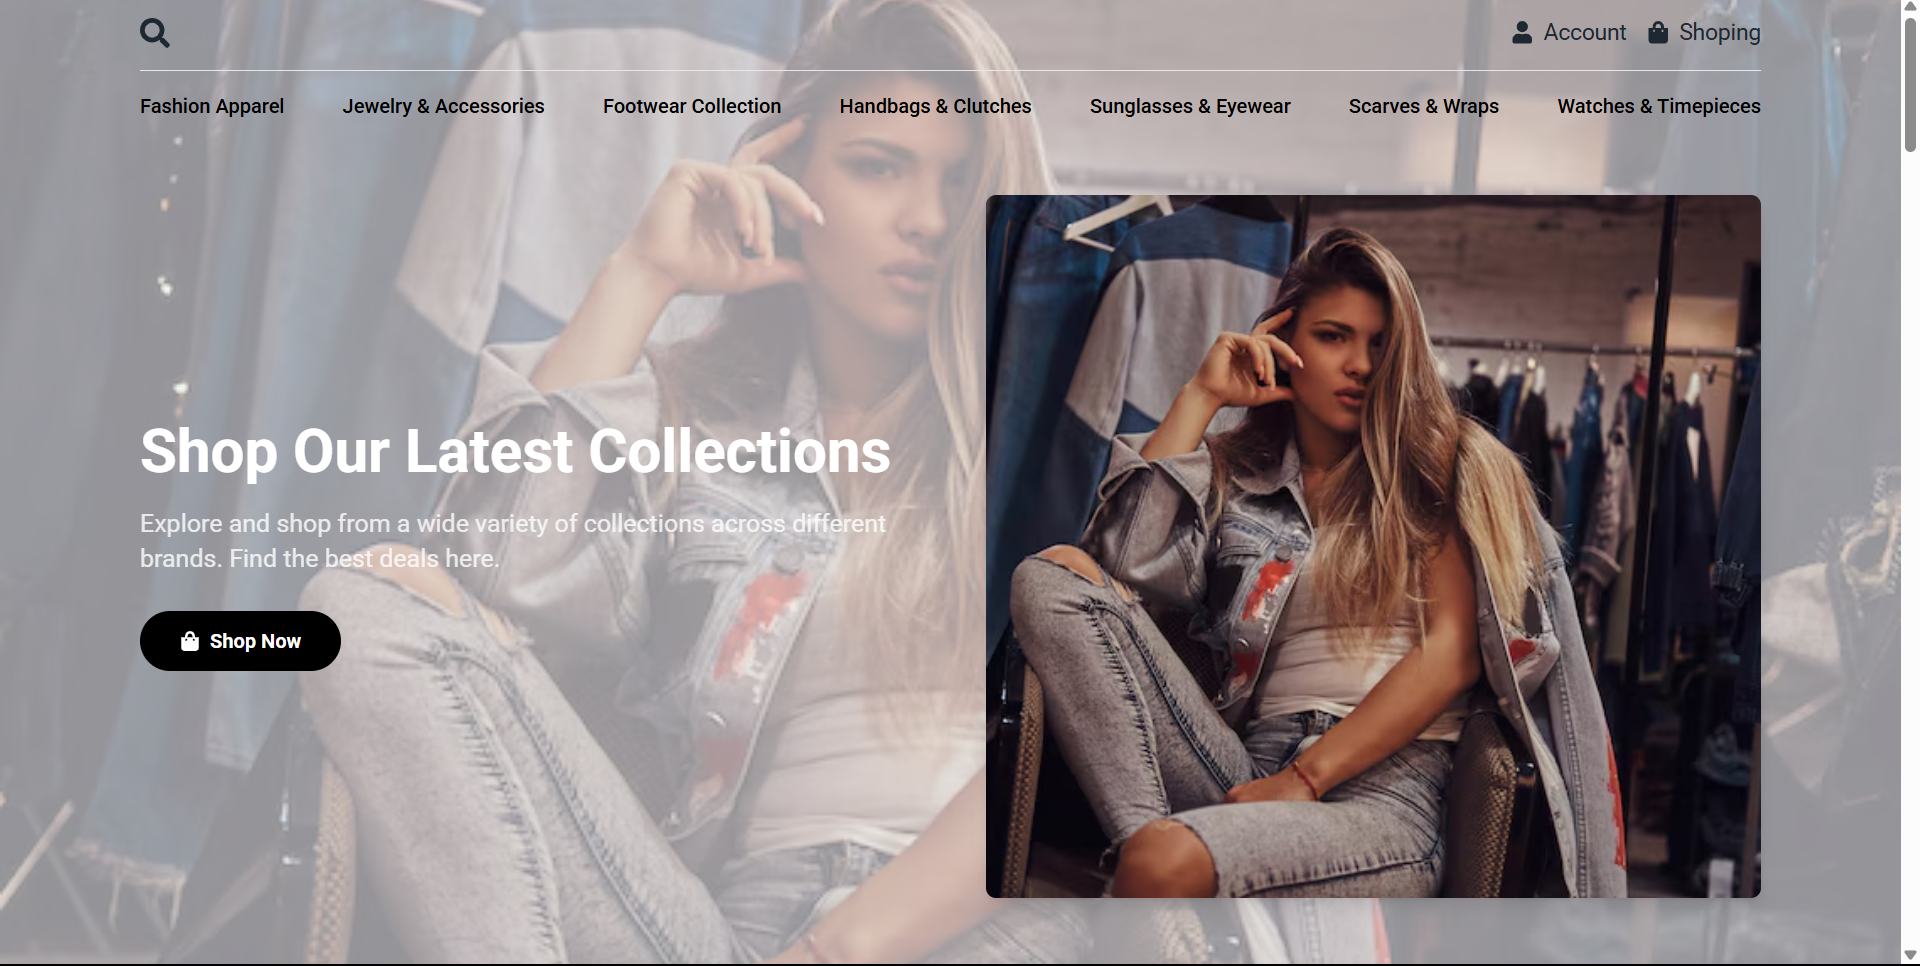 Account
Shoping
Fashion Apparel
Jewelry & Accessories
Footwear Collection
Handbags & Clutches
Sunglasses & Eyewear
Scarves & Wraps
Watches & Timepieces
Shop Our Latest Collections
Explore and shop from a wide variety of collections across different
brands. Find the best deals here.
Shop Now